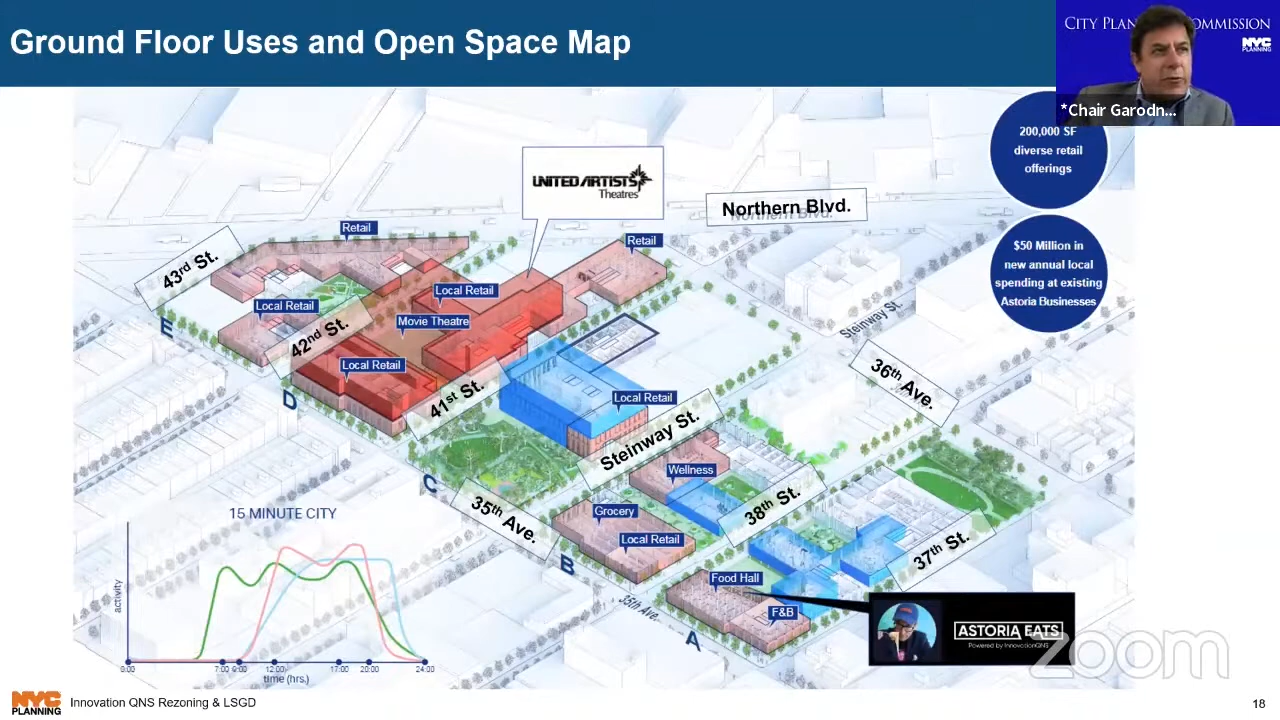 Ground Floor Uses and Open Space Map
CITY PLAN
OMMISSION
NYC
PLANNING
*Chair Garodn...
200,000 SF
diverse retail
offerings
$50 Million in
new annual local
spending at existing
Astoria Businesses
UNITED ARTISTS
Theatres
Northern Blvd.
Northern Blvd.
Retail
Retail
43rd St.
Local Retail
Local Retail
Movie Theatre
42nd St.
E
Steinway St.
Local Retail
36th Ave.
D
41st St.
Local Retail
Steinway St.
Wellness
C
35th Ave.
38th St.
Grocery
Local Retail
37th St.
B
Food Hall
35th Ave.
F&B
A
ASTORIA EATS
Powered by InnovationQNS
15 MINUTE CITY
activity
0:00
7:00
12:00
17:00
20:00
24:00
time (hrs.)
zoom
NYC
PLANNING
Innovation QNS Rezoning & LSGD
18